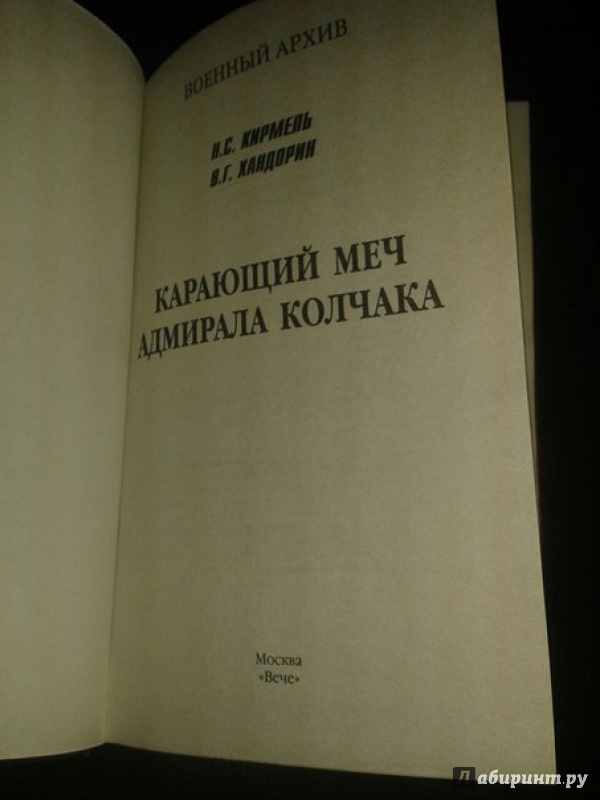 ВОЕННЫЙ АРХИВ
Н.С. КИРМЕЛЬ
В.Г. ХАНДОРИН
КАРАЮЩИЙ МЕЧ
АДМИРАЛА КОЛЧАКА
Москва
«Вече»
Лабиринт.ру